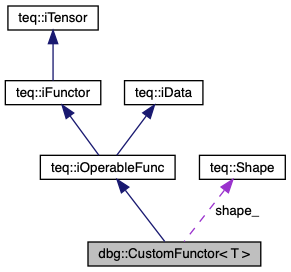 teq::iTensor
teq::iFunctor
teq::iData
teq::iOperableFunc
teq::Shape
shape_
dbg::CustomFunctor< T >